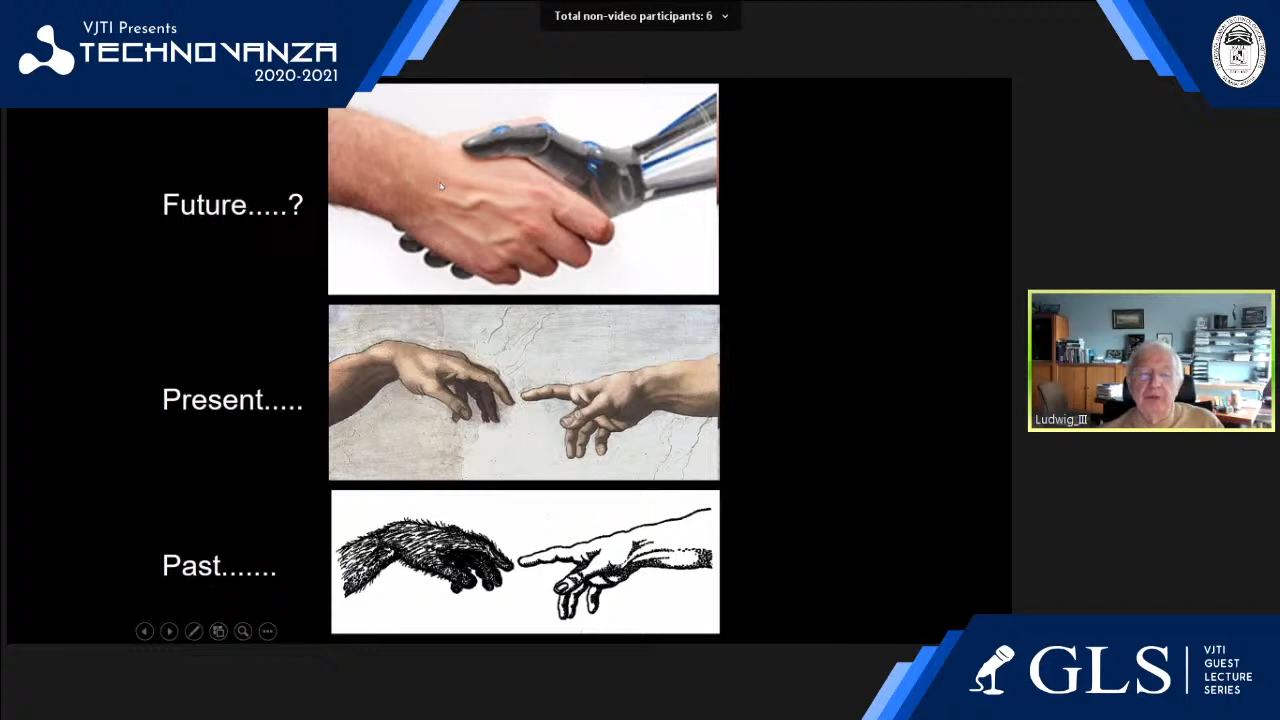 VJTI Presents
TECHNOVANZA
2020-2021
Total non-video participants: 6
Future.....?
Present.....
Past.......
Ludwig_III
GLS
VJTI
GUEST
LECTURE
SERIES